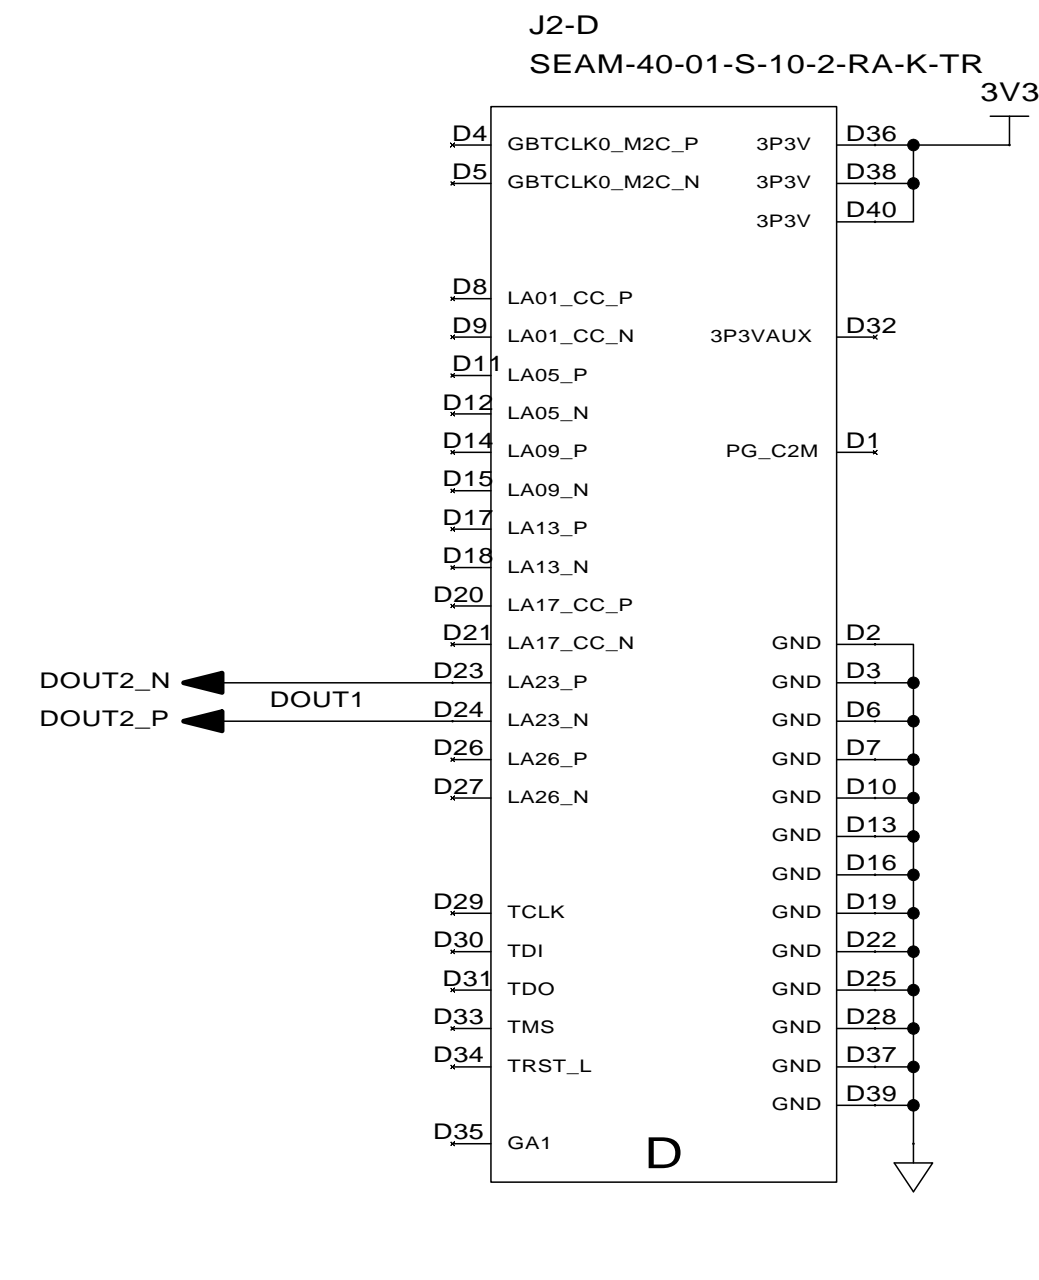 J2-D
SEAM-40-01-S-10-2-RA-K-TR
3V3
D4 GBTCLK0_M2C_P 3P3V D36
D5 GBTCLK0_M2C_N 3P3V D38
3P3V D40
D8 LA01_CC_P
D9 LA01_CC_N 3P3VAUX D32
D11 LA05_P
D12 LA05_N
D14 LA09_P PG_C2M D1
D15 LA09_N
D17 LA13_P
D18 LA13_N
D20 LA17_CC_P
D21 LA17_CC_N GND D2
DOUT2_N D23 LA23_P GND D3
DOUT1
DOUT2_P D24 LA23_N GND D6
D26 LA26_P GND D7
D27 LA26_N GND D10
GND D13
GND D16
D29 TCLK GND D19
D30 TDI GND D22
D31 TDO GND D25
D33 TMS GND D28
D34 TRST_L GND D37
GND D39
D35 GA1
D